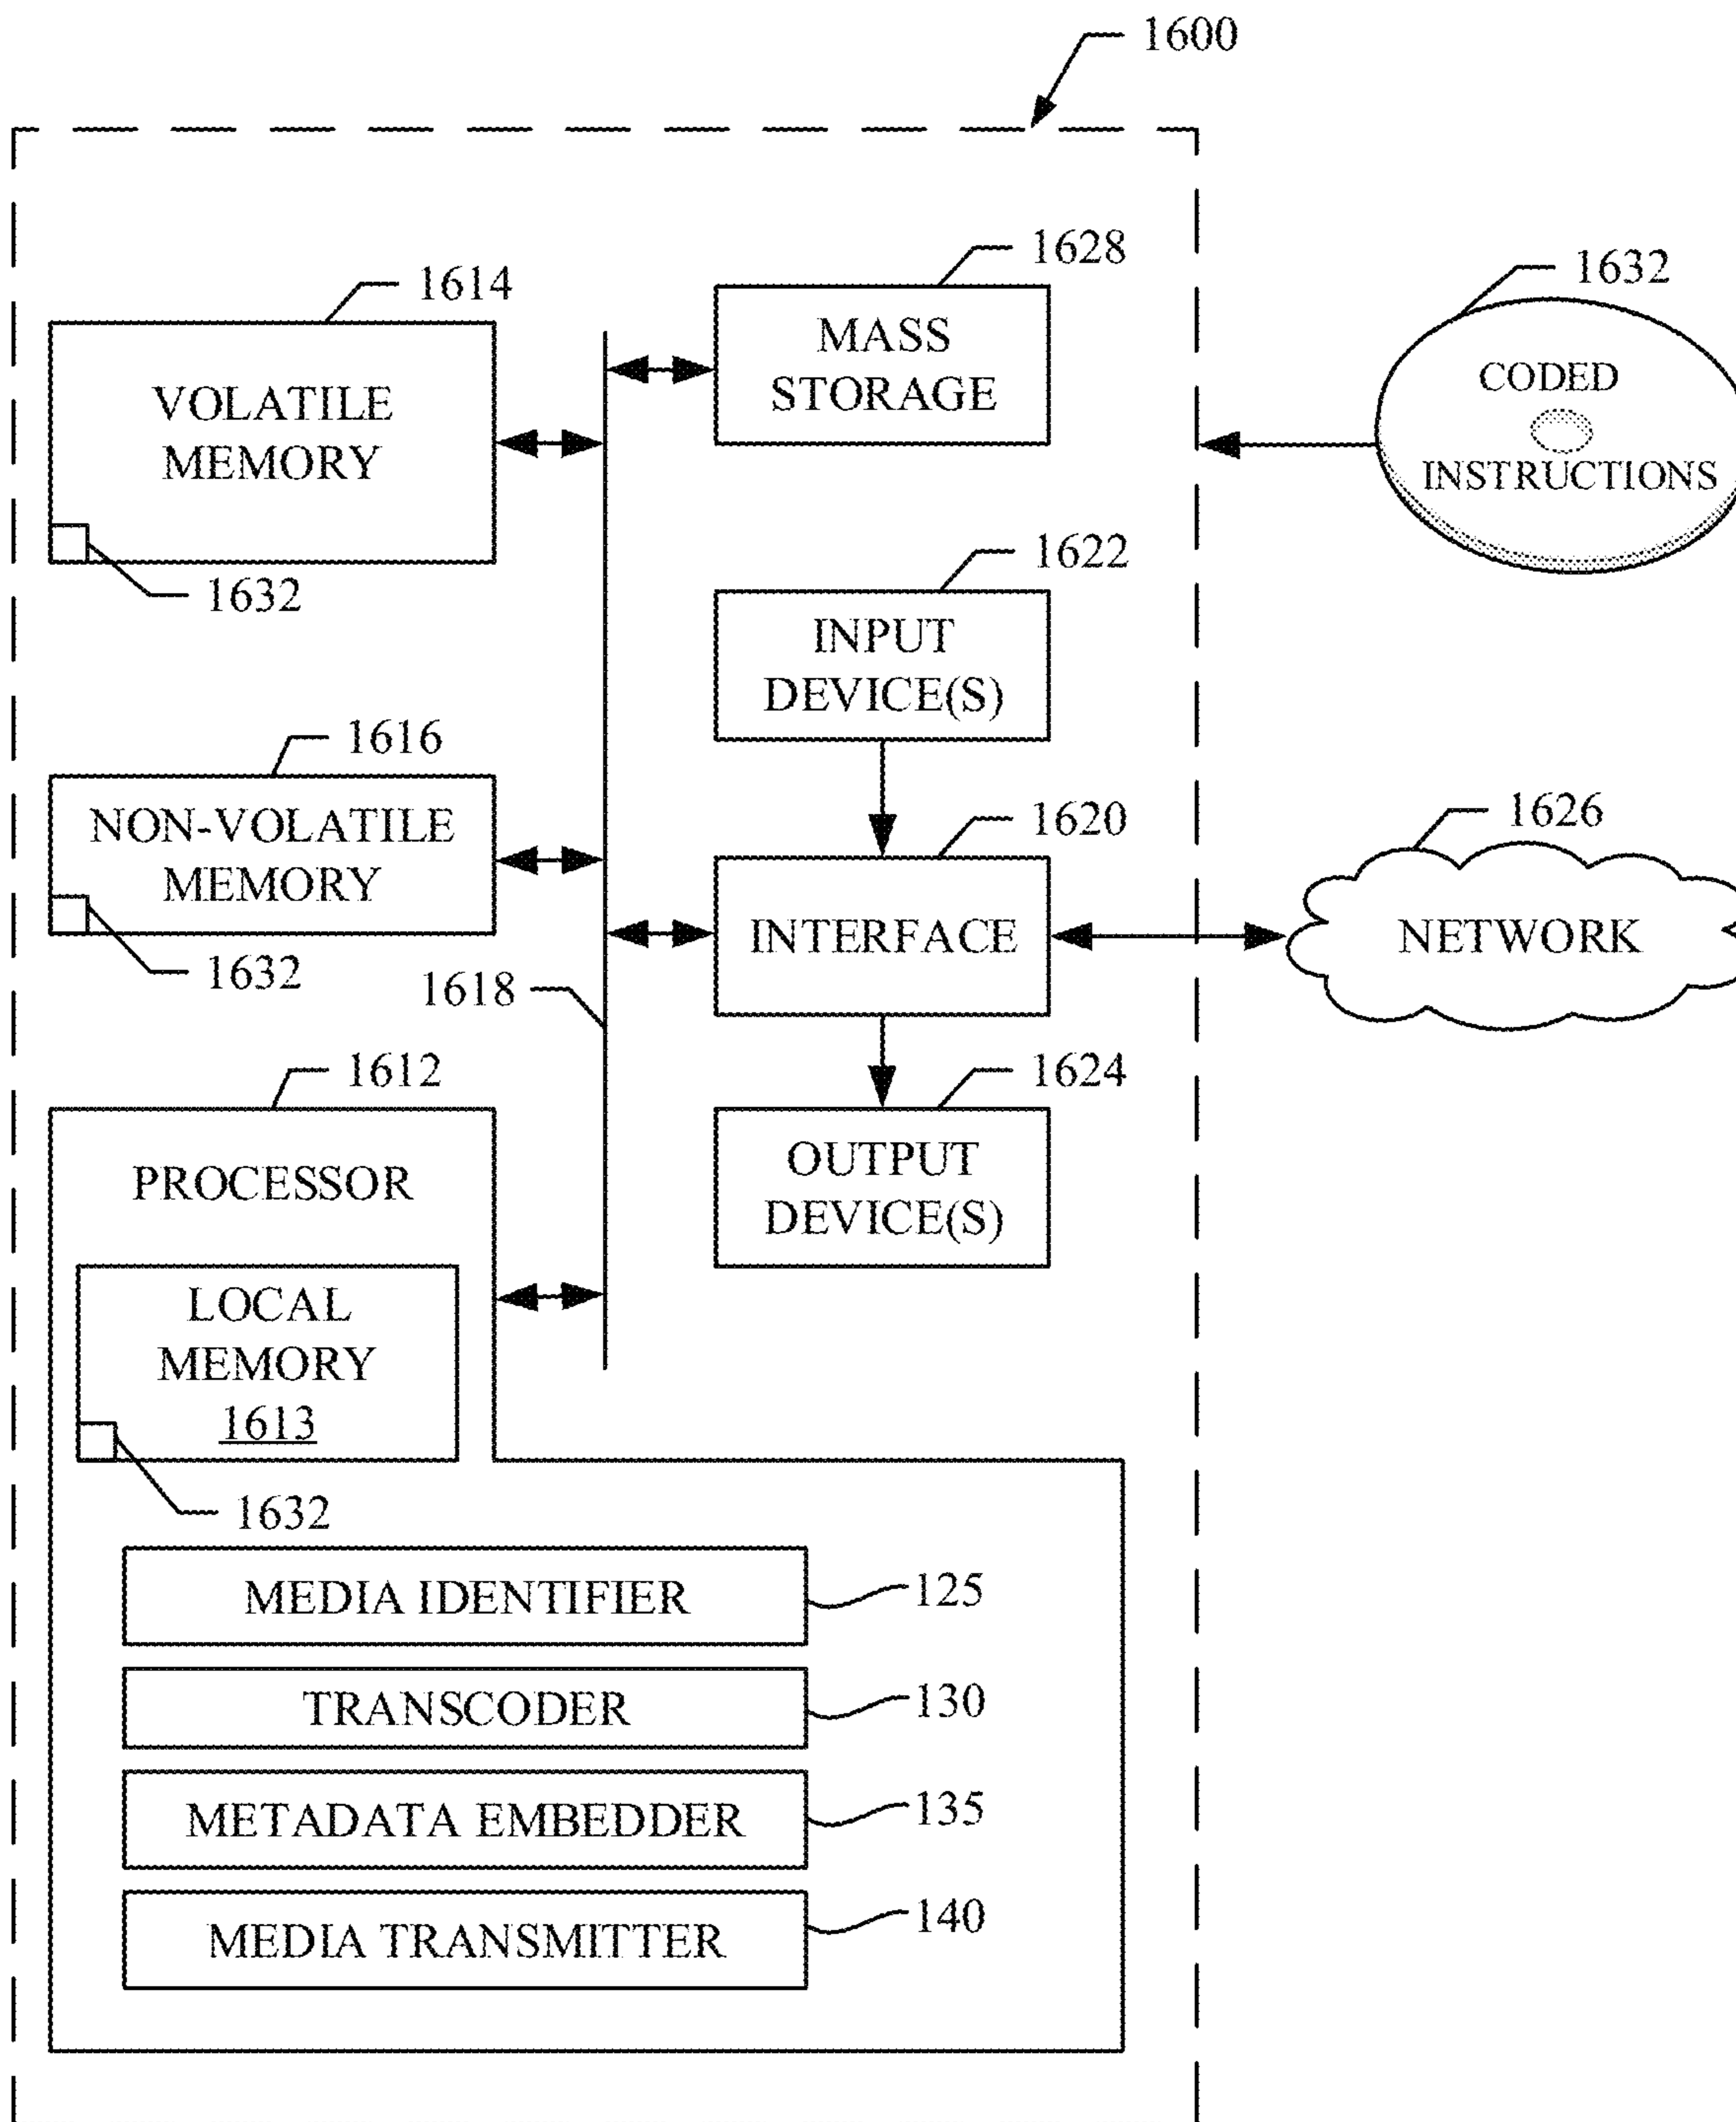 1600
1628
1632
1614
MASS
STORAGE
CODED
INSTRUCTIONS
VOLATILE
MEMORY
1632
1622
INPUT
DEVICE(S)
1616
NON-VOLATILE
MEMORY
1632
1620
INTERFACE
1626
NETWORK
1618
1612
1624
PROCESSOR
OUTPUT
DEVICE(S)
LOCAL
MEMORY
1613
1632
MEDIA IDENTIFIER
125
TRANSCODER
130
METADATA EMBEDDER
135
MEDIA TRANSMITTER
140